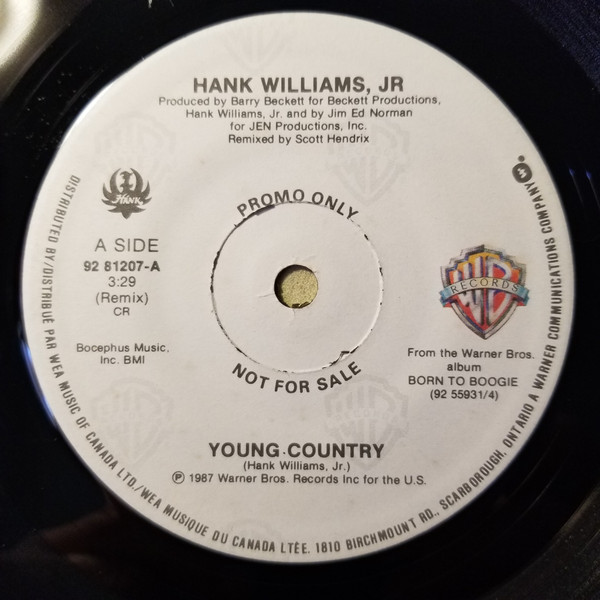 HANK WILLIAMS, JR
Produced by Barry Beckett for Beckett Productions,
Hank Williams, Jr. and by Jim Ed Norman
for JEN Productions, Inc.
Remixed by Scott Hendrix
HANK
PROMO ONLY
A SIDE
92 81207-A
3:29
(Remix)
CR
Bocephus Music.
Inc. BMI
WB
RECORDS
From the Warner Bros.
album
BORN TO BOOGIE
(92 55931/4)
NOT FOR SALE
YOUNG COUNTRY
(Hank Williams, Jr.)
℗ 1987 Warner Bros. Records Inc for the U.S.
DISTRIBUTED BY/DISTRIBUÉ PAR WEA MUSIC OF CANADA LTD./WEA MUSIQUE DU CANADA LTÉE. 1810 BIRCHMOUNT RD., SCARBOROUGH, ONTARIO A WARNER COMMUNICATIONS COMPANY